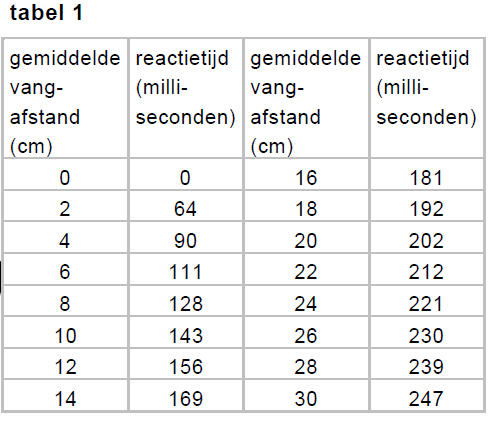 tabel 1
gemiddelde vang- afstand (cm) reactietijd (milli- seconden) gemiddelde vang- afstand (cm) reactietijd (milli- seconden)
0 0 16 181
2 64 18 192
4 90 20 202
6 111 22 212
8 128 24 221
10 143 26 230
12 156 28 239
14 169 30 247